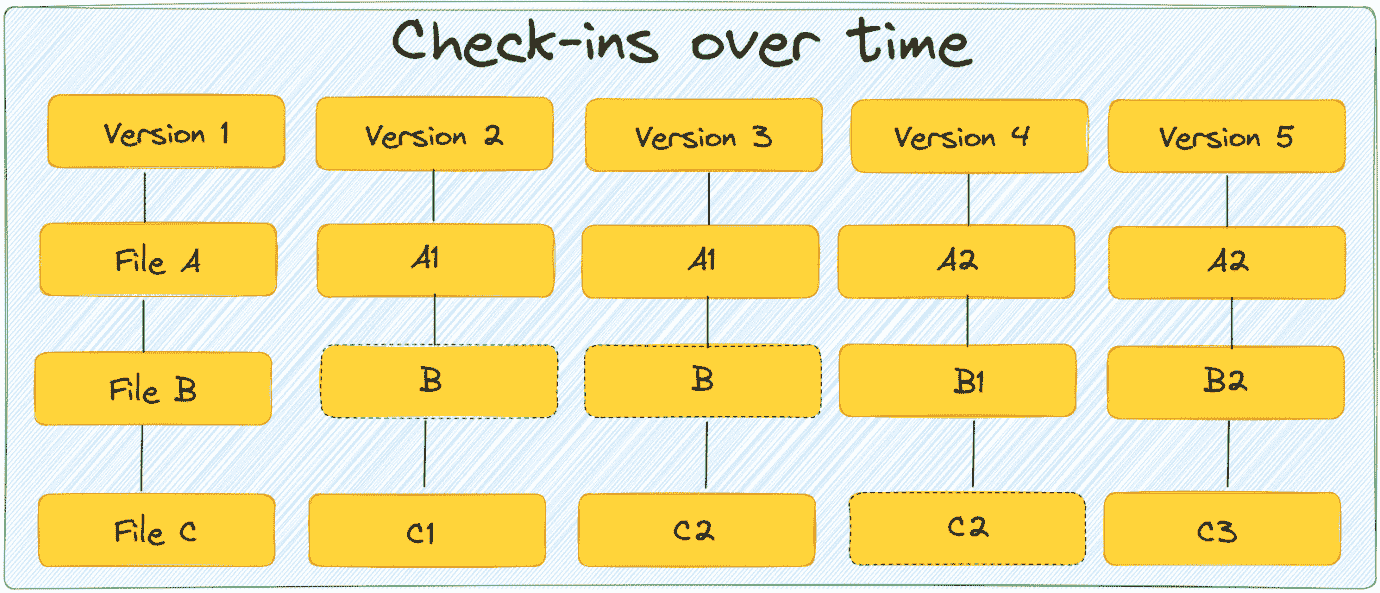 Check-ins over time
Version 1
Version 2
Version 3
Version 4
Version 5
File A
A1
A1
A2
A2
File B
B
B
B1
B2
File C
C1
C2
C2
C3